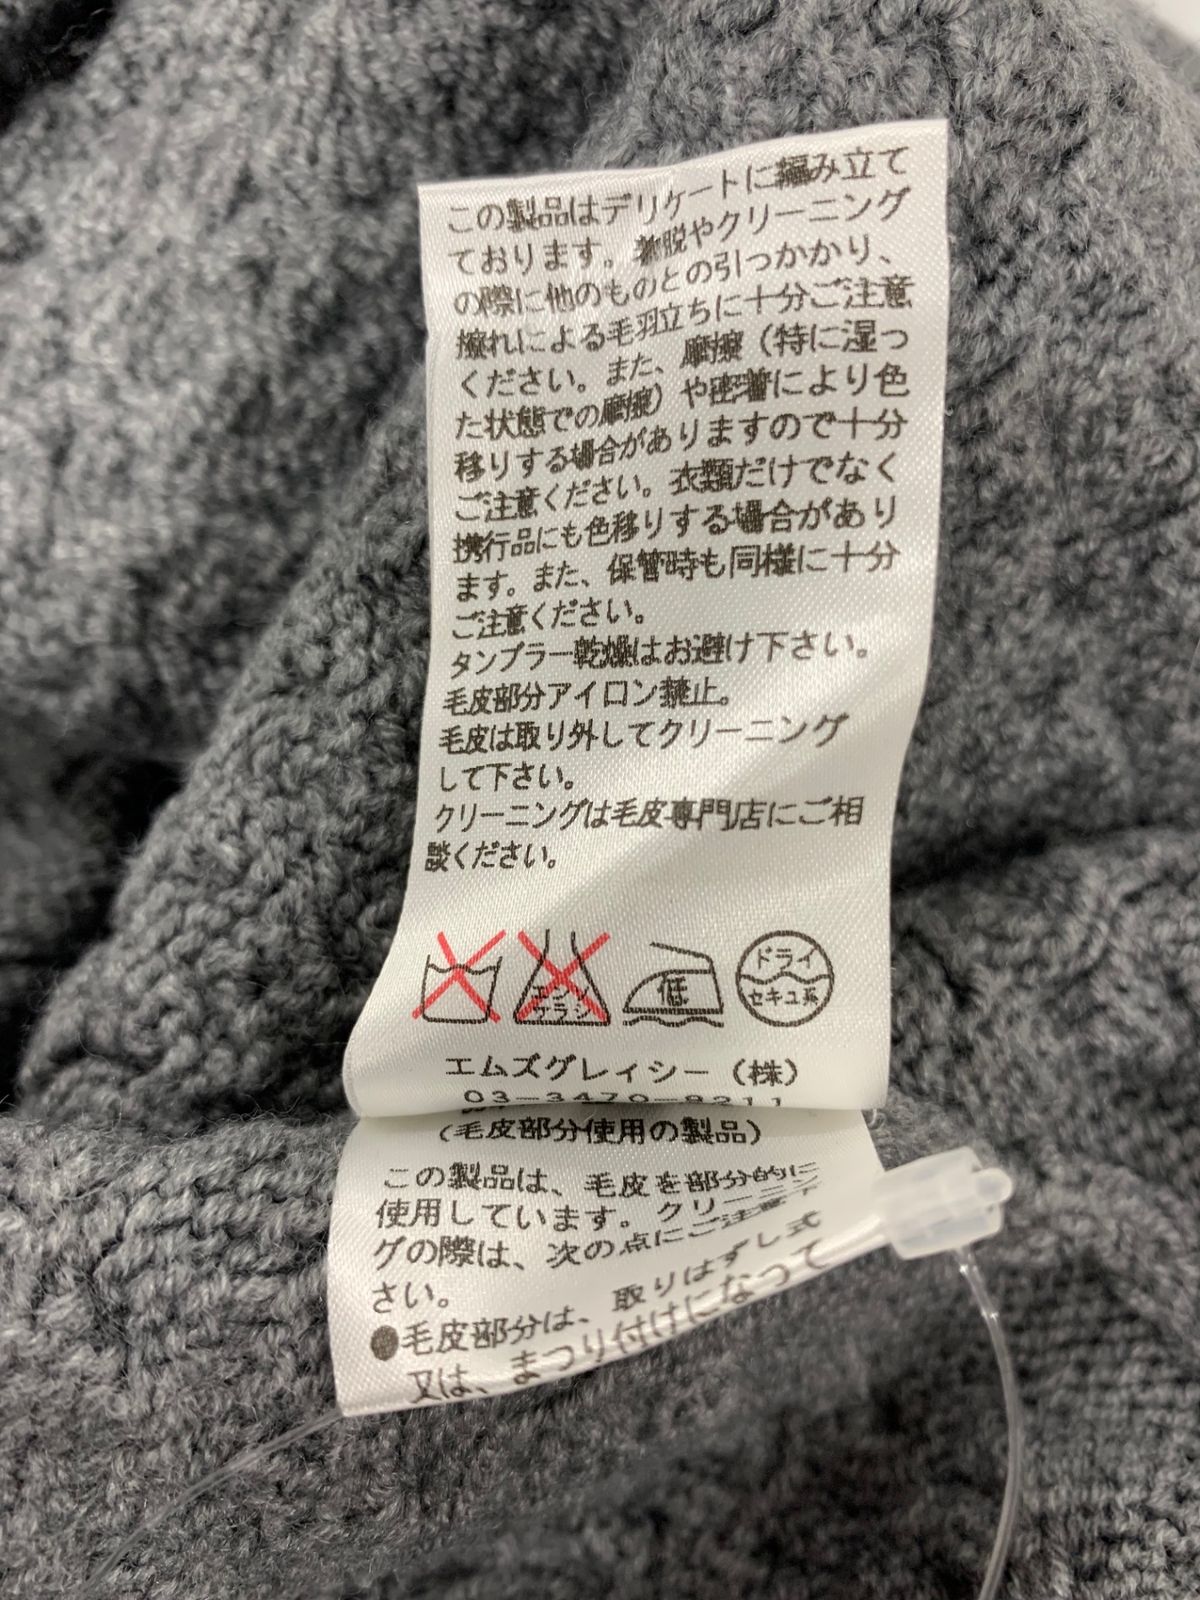 この製品はデリケートに編み立て
ております。着脱やクリーニング
の際に他のものとの引っかかり、
擦れによる毛羽立ちに十分ご注意
ください。また、摩擦（特に湿っ
た状態での摩擦）や密着により色
移りする場合がありますので十分
ご注意ください。衣類だけでなく
携行品にも色移りする場合があり
ます。また、保管時も同様に十分
ご注意ください。
タンブラー乾燥はお避け下さい。
毛皮部分アイロン禁止。
毛皮は取り外してクリーニング
して下さい。
クリーニングは毛皮専門店にご相
談ください。
エンソ
サラシ
低
ドライ
セキユ系
エムズグレイシー（株）
03-3470-8211
(毛皮部分使用の製品)
この製品は、毛皮を部分的に
使用しています。クリーニン
グの際は、次の点にご注意下
さい。
●毛皮部分は、取りはずし式
又は、まつり付けになって